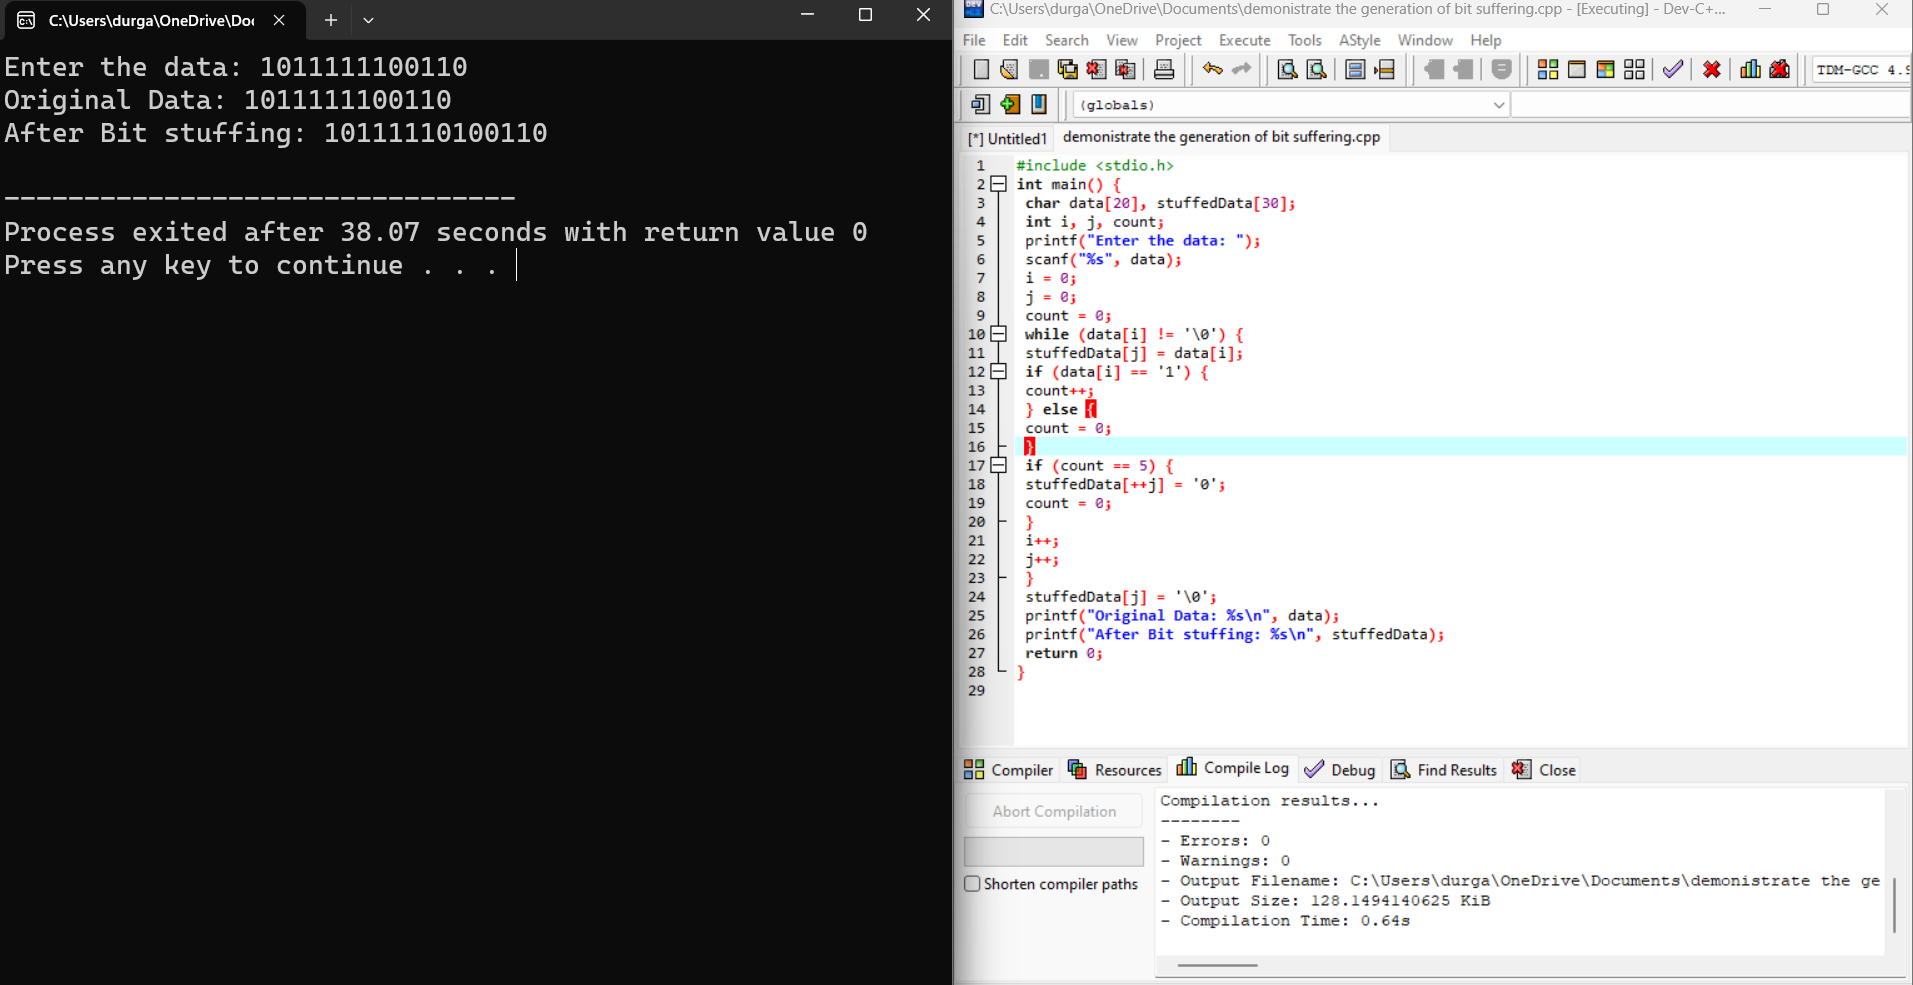 C:\Users\durga\OneDrive\Do
Enter the data: 1011111100110
Original Data: 1011111100110
After Bit stuffing: 10111110100110
--------------------------------
Process exited after 38.07 seconds with return value 0
Press any key to continue . . .
C:\Users\durga\OneDrive\Documents\demonistrate the generation of bit suffering.cpp - [Executing] - Dev-C+...
File Edit Search View Project Execute Tools AStyle Window Help
TDM-GCC 4.9
(globals)
[*] Untitled1 demonistrate the generation of bit suffering.cpp
1 #include <stdio.h>
2 int main() {
3 char data[20], stuffedData[30];
4 int i, j, count;
5 printf("Enter the data: ");
6 scanf("%s", data);
7 i = 0;
8 j = 0;
9 count = 0;
10 while (data[i] != '\0') {
11 stuffedData[j] = data[i];
12 if (data[i] == '1') {
13 count++;
14 } else {
15 count = 0;
16 }
17 if (count == 5) {
18 stuffedData[++j] = '0';
19 count = 0;
20 }
21 i++;
22 j++;
23 }
24 stuffedData[j] = '\0';
25 printf("Original Data: %s\n", data);
26 printf("After Bit stuffing: %s\n", stuffedData);
27 return 0;
28 }
29
Compiler Resources Compile Log Debug Find Results Close
Abort Compilation
Shorten compiler paths
Compilation results...
--------
- Errors: 0
- Warnings: 0
- Output Filename: C:\Users\durga\OneDrive\Documents\demonistrate the ge
- Output Size: 128.1494140625 KiB
- Compilation Time: 0.64s